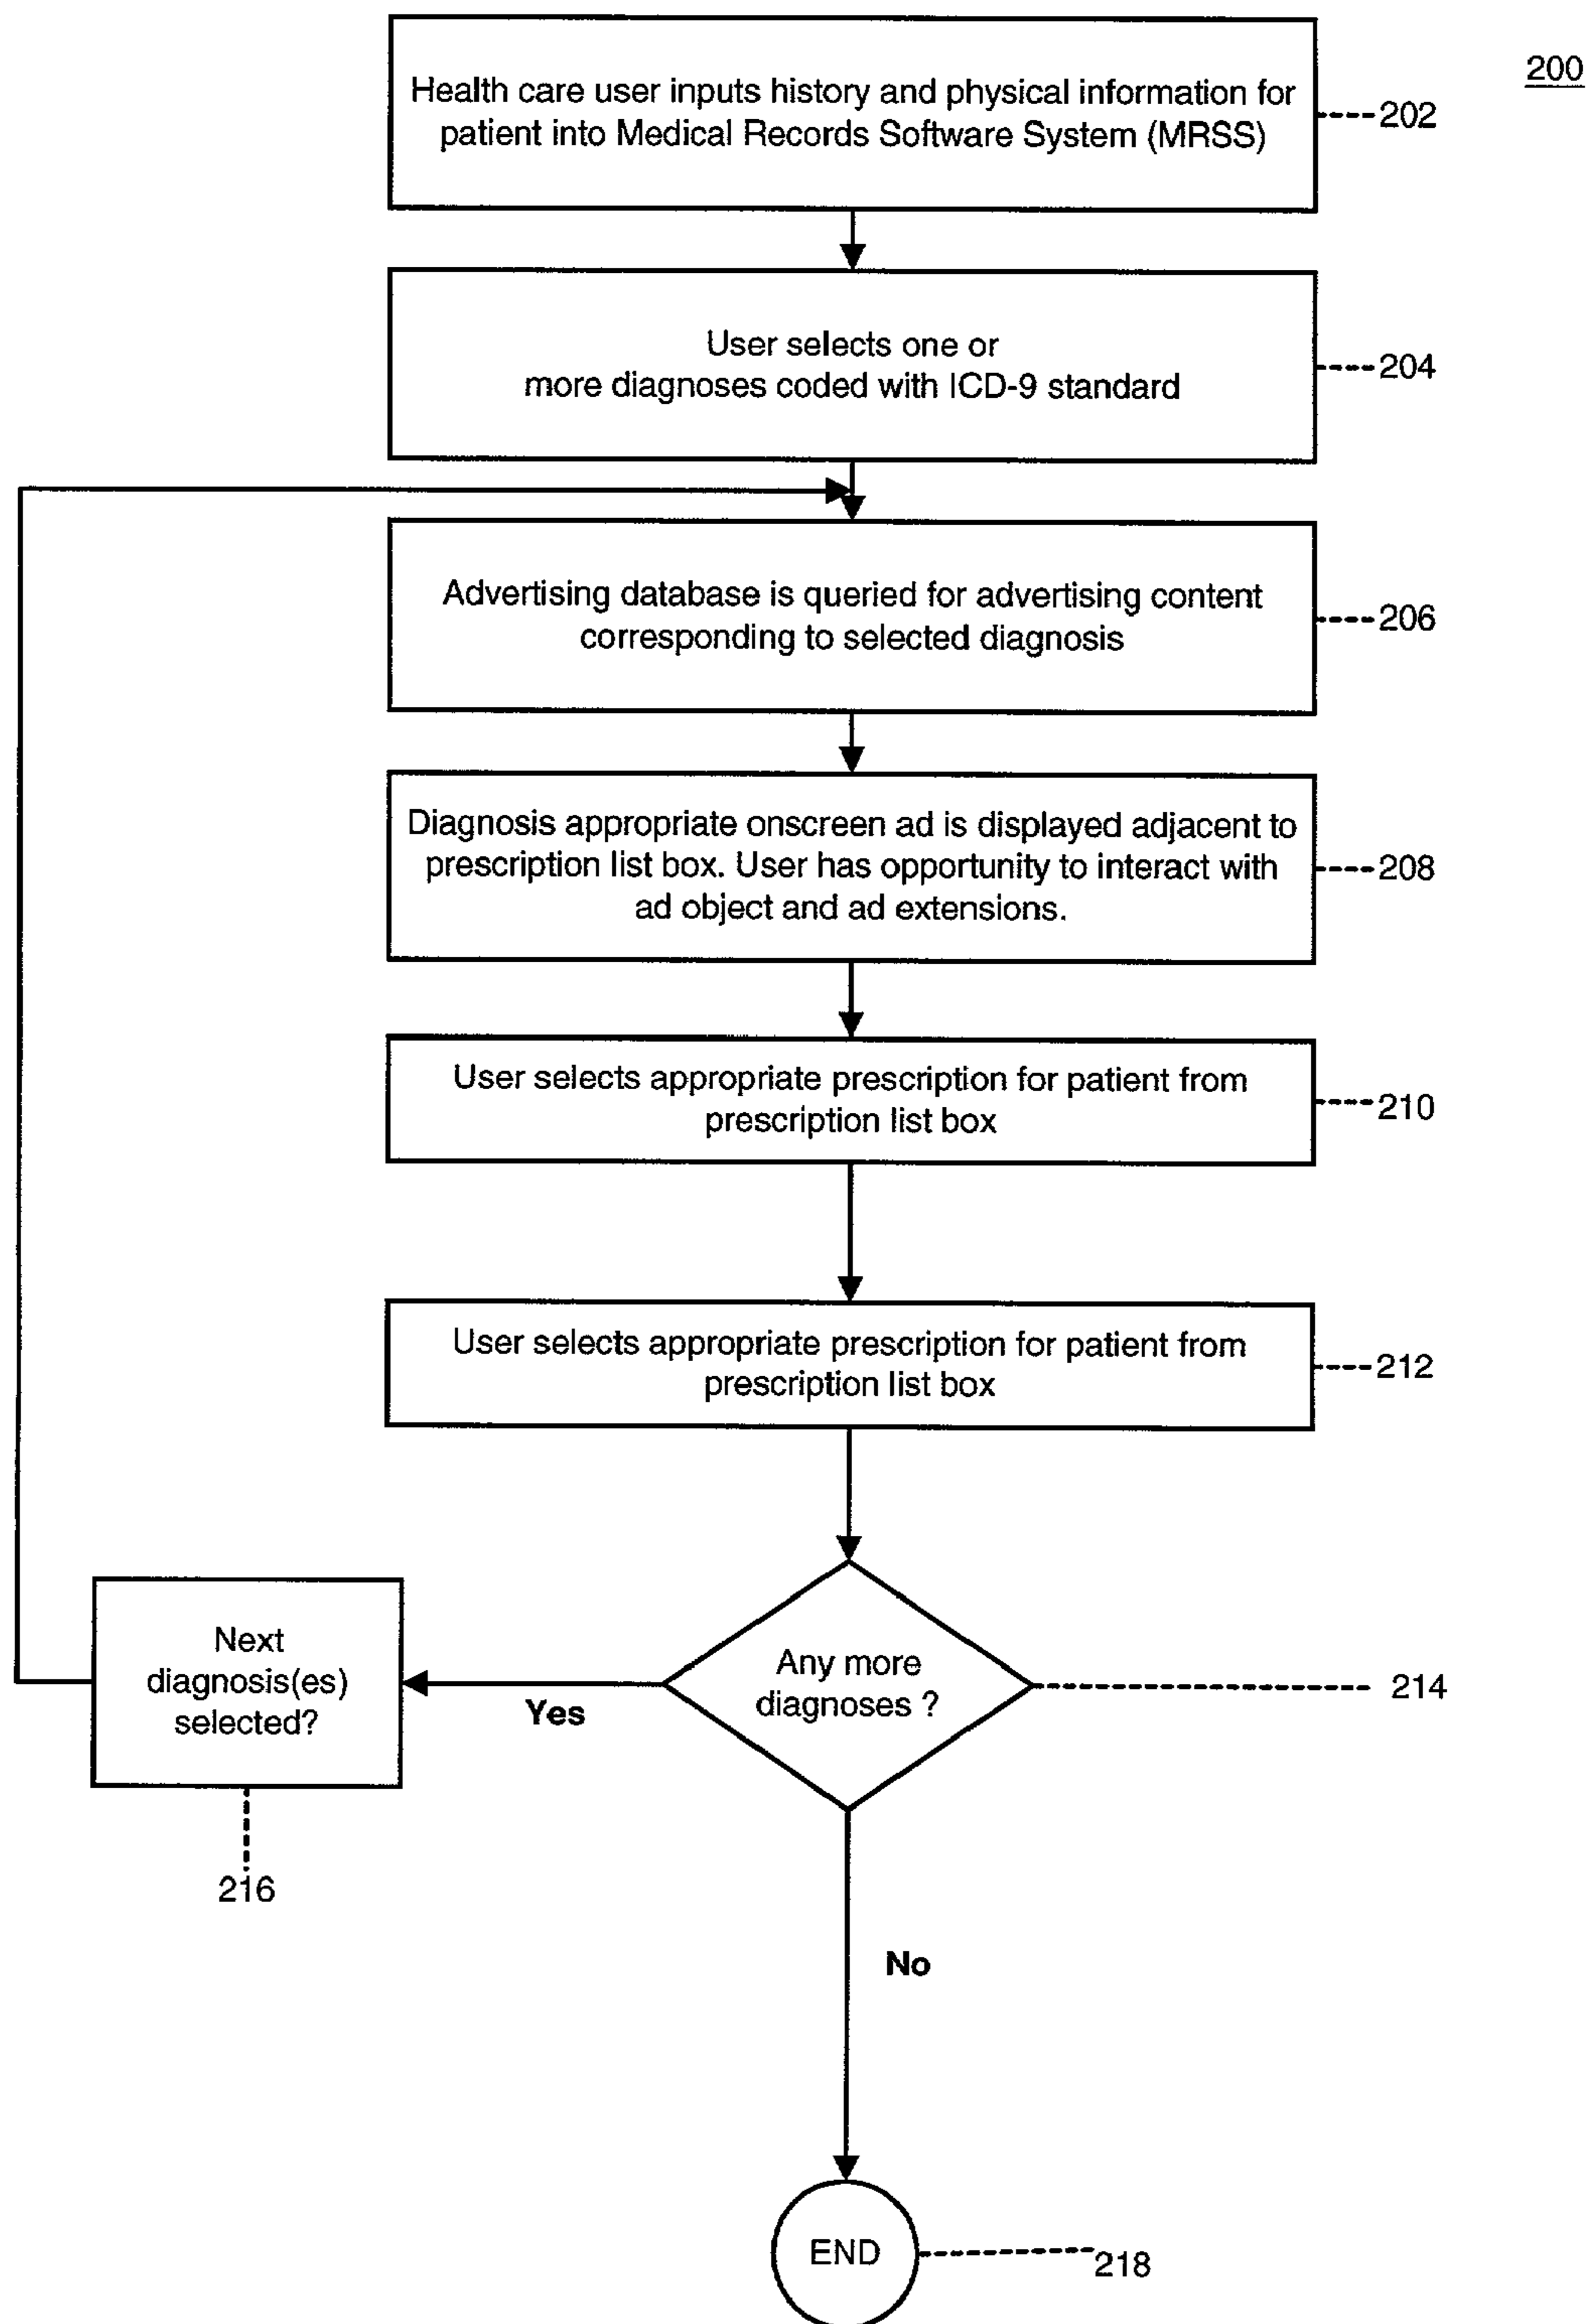 200
Health care user inputs history and physical information for
patient into Medical Records Software System (MRSS)
202
User selects one or
more diagnoses coded with ICD-9 standard
204
Advertising database is queried for advertising content
corresponding to selected diagnosis
206
Diagnosis appropriate onscreen ad is displayed adjacent to
prescription list box. User has opportunity to interact with
ad object and ad extensions.
208
User selects appropriate prescription for patient from
prescription list box
210
User selects appropriate prescription for patient from
prescription list box
212
Any more
diagnoses ?
214
Yes
Next
diagnosis(es)
selected?
216
No
END
218